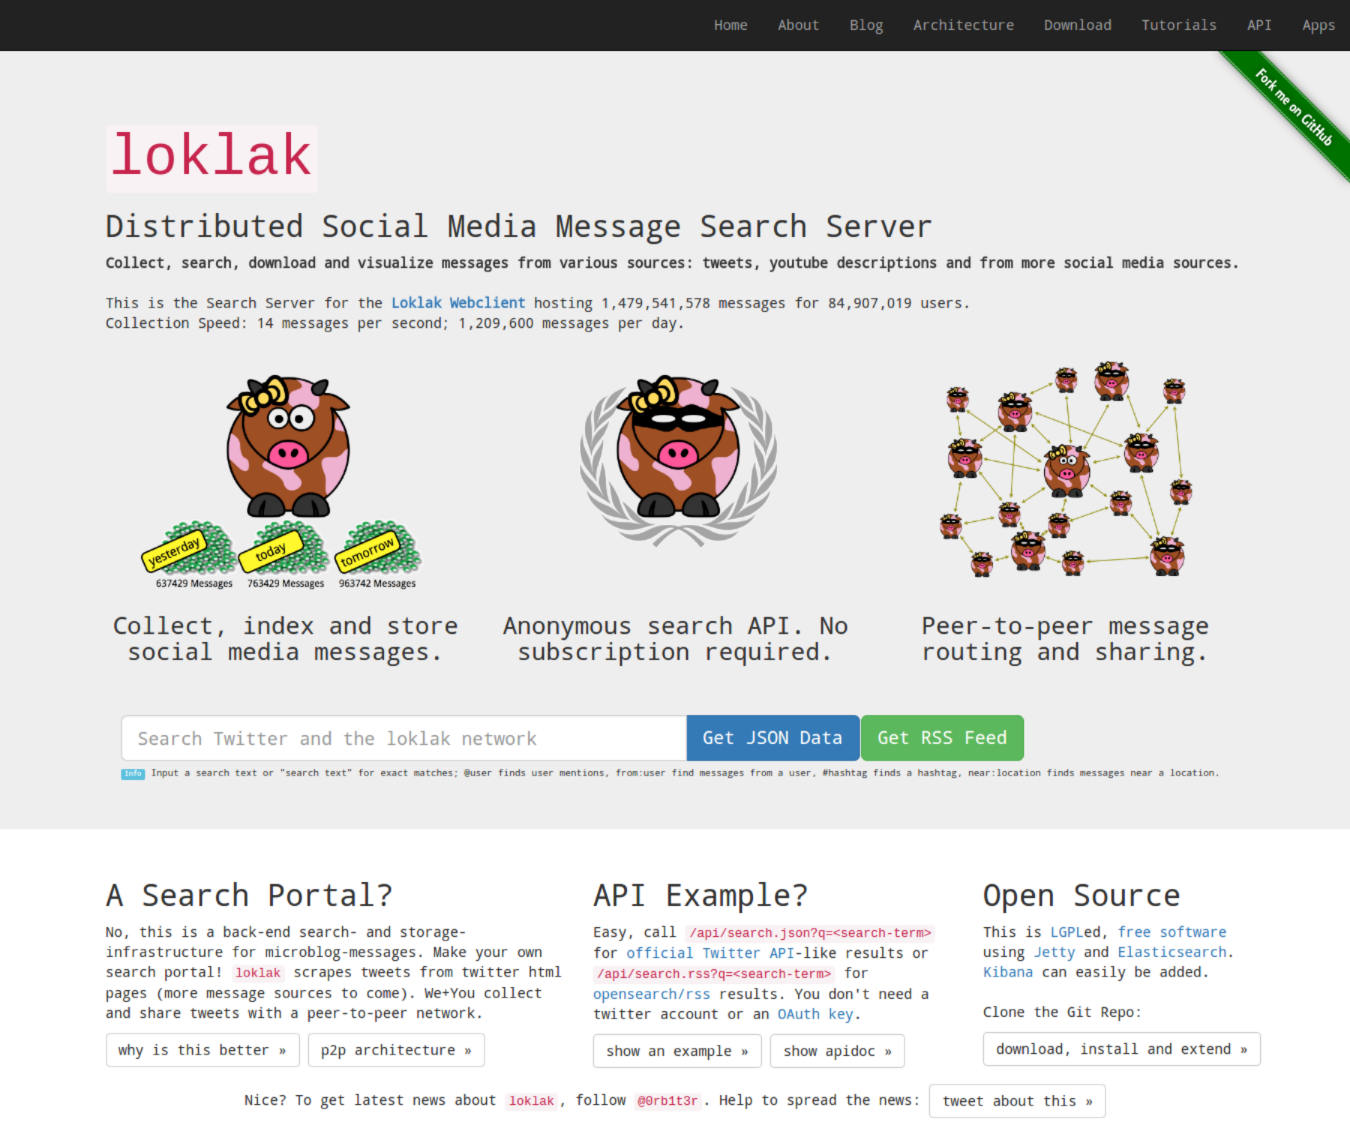 Home About Blog Architecture Download Tutorials API Apps
Fork me on GitHub
loklak
Distributed Social Media Message Search Server
Collect, search, download and visualize messages from various sources: tweets, youtube descriptions and from more social media sources.
This is the Search Server for the Loklak Webclient hosting 1,479,541,578 messages for 84,907,019 users.
Collection Speed: 14 messages per second; 1,209,600 messages per day.
yesterday
today
tomorrow
637429 Messages
763429 Messages
963742 Messages
Collect, index and store
social media messages.
Anonymous search API. No
subscription required.
Peer-to-peer message
routing and sharing.
Search Twitter and the loklak network
Get JSON Data
Get RSS Feed
Info Input a search text or "search text" for exact matches; @user finds user mentions, from:user find messages from a user, #hashtag finds a hashtag, near:location finds messages near a location.
A Search Portal?
No, this is a back-end search- and storage-
infrastructure for microblog-messages. Make your own
search portal! loklak scrapes tweets from twitter html
pages (more message sources to come). We+You collect
and share tweets with a peer-to-peer network.
why is this better »
p2p architecture »
API Example?
Easy, call /api/search.json?q=<search-term>
for official Twitter API-like results or
/api/search.rss?q=<search-term> for
opensearch/rss results. You don't need a
twitter account or an OAuth key.
show an example »
show apidoc »
Open Source
This is LGPLed, free software
using Jetty and Elasticsearch.
Kibana can easily be added.
Clone the Git Repo:
download, install and extend »
Nice? To get latest news about loklak, follow @0rb1t3r. Help to spread the news: tweet about this »